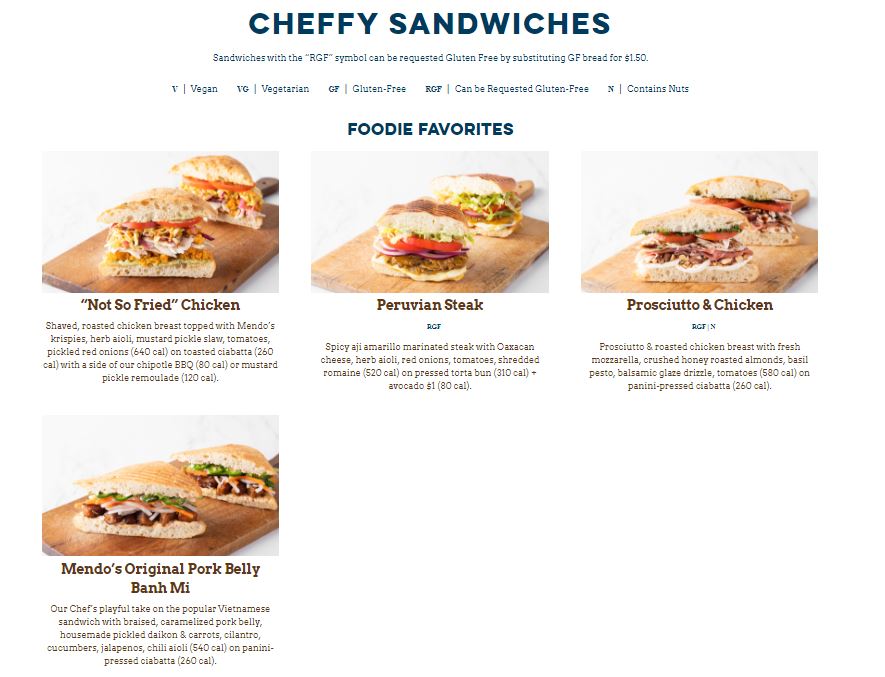 CHEFFY SANDWICHES
Sandwiches with the “RGF” symbol can be requested Gluten Free by substituting GF bread for $1.50.
V | Vegan VG | Vegetarian GF | Gluten-Free RGF | Can be Requested Gluten-Free N | Contains Nuts
FOODIE FAVORITES
“Not So Fried” Chicken
Shaved, roasted chicken breast topped with Mendo’s
krispies, herb aioli, mustard pickle slaw, tomatoes,
pickled red onions (640 cal) on toasted ciabatta (260
cal) with a side of our chipotle BBQ (80 cal) or mustard
pickle remoulade (120 cal).
Peruvian Steak
RGF
Spicy aji amarillo marinated steak with Oaxacan
cheese, herb aioli, red onions, tomatoes, shredded
romaine (520 cal) on pressed torta bun (310 cal) +
avocado $1 (80 cal).
Prosciutto & Chicken
RGF | N
Prosciutto & roasted chicken breast with fresh
mozzarella, crushed honey roasted almonds, basil
pesto, balsamic glaze drizzle, tomatoes (580 cal) on
panini-pressed ciabatta (260 cal).
Mendo’s Original Pork Belly
Banh Mi
Our Chef’s playful take on the popular Vietnamese
sandwich with braised, caramelized pork belly,
housemade pickled daikon & carrots, cilantro,
cucumbers, jalapenos, chili aioli (540 cal) on panini-
pressed ciabatta (260 cal).